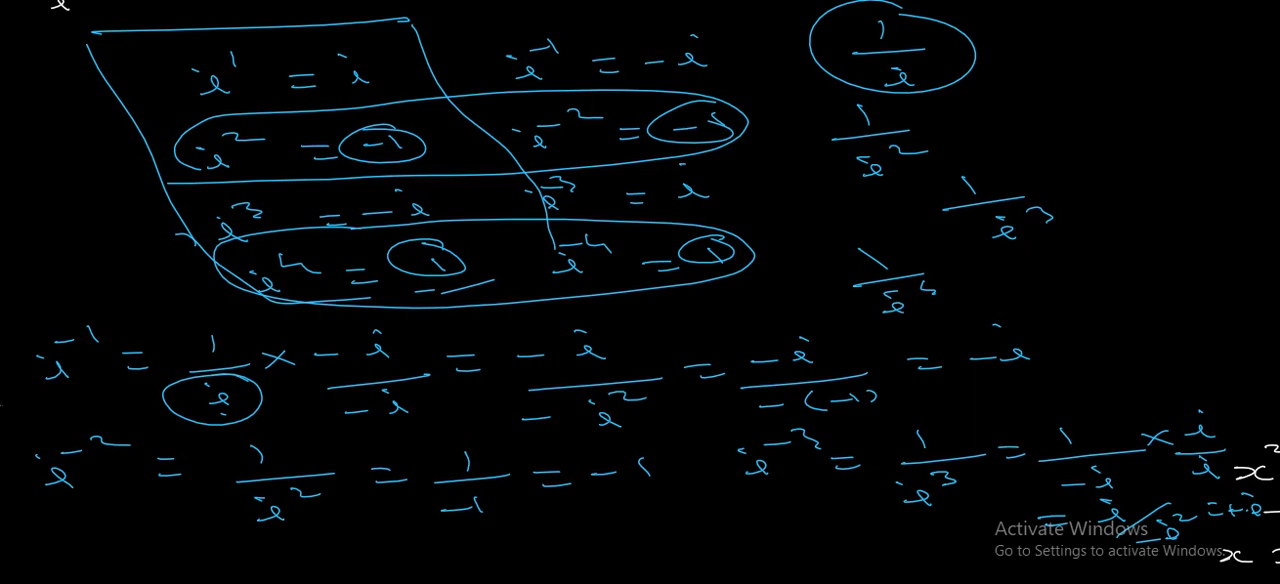 i¹ = i    i⁻¹ = -i    1/i
i² = -1    i⁻² = -1    1/i²
i³ = -i    i⁻³ = i    1/i³
i⁴ = 1    i⁻⁴ = 1    1/i⁴
i⁻¹ = 1/i × -i/-i = -i/-i² = -i/-(-1) = -i
i⁻² = 1/i² = 1/-1 = -1    i⁻³ = 1/i³ = 1/-i × i/i
= i/-i² = +i
Activate Windows
Go to Settings to activate Windows.